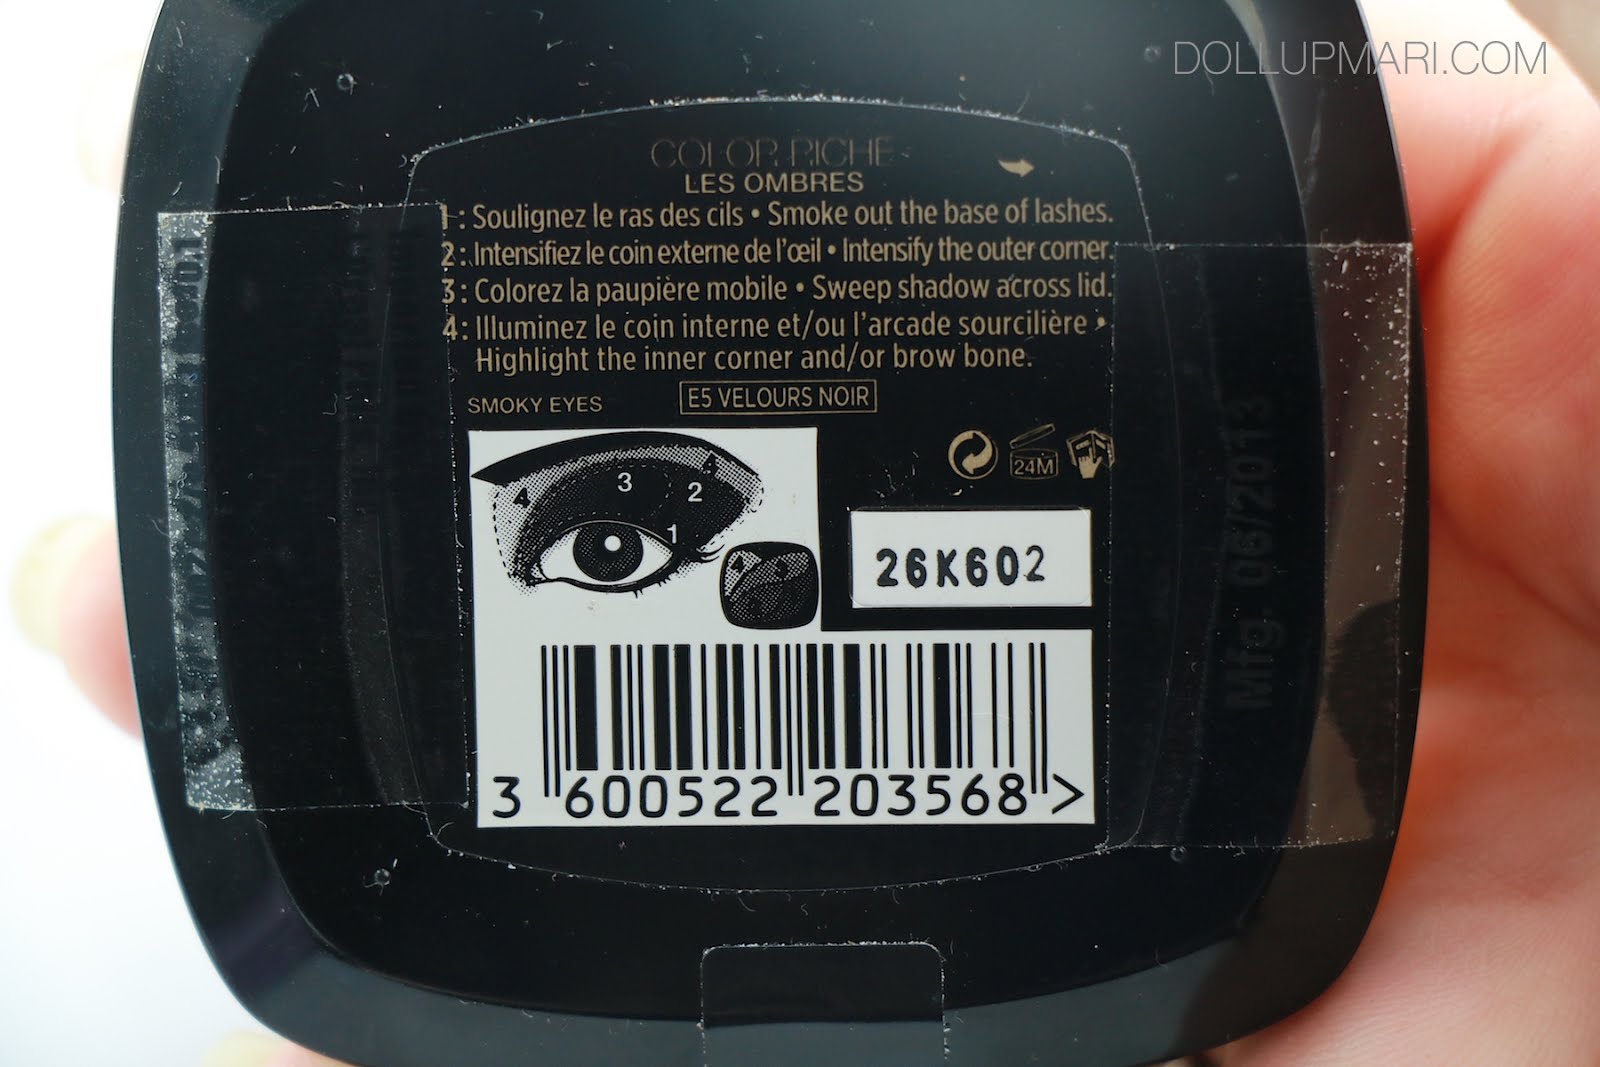 DOLLUPMARI.COM
COLOR RICHE
LES OMBRES
1 : Soulignez le ras des cils • Smoke out the base of lashes.
2 : Intensifiez le coin externe de l'œil • Intensify the outer corner.
3 : Colorez la paupière mobile • Sweep shadow across lid.
4 : Illuminez le coin interne et/ou l'arcade sourcilière •
Highlight the inner corner and/or brow bone.
SMOKY EYES E5 VELOURS NOIR
24M
4 3 2 4
1
26K602
3 600522 203568 >
Mfg. 06/2013